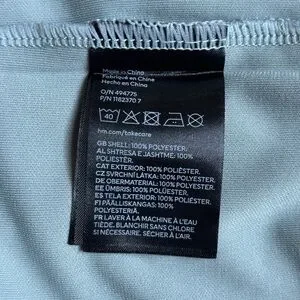 Made in China
Fabriqué en Chine
Hecho en China
O/N 494775
P/N 1162370 7
40
hm.com/takecare
GB SHELL: 100% POLYESTER.
AL SHTRESA E JASHTME: 100%
POLIESTËR.
CAT EXTERIOR: 100% POLIÈSTER.
CZ SVRCHNÍ LÁTKA: 100% POLYESTER.
DE OBERMATERIAL: 100% POLYESTER.
EE ÜMBRIS: 100% POLÜESTER.
ES TELA EXTERIOR: 100% POLIÉSTER.
FI PÄÄLLISKANGAS: 100%
POLYESTERIÄ.
FR LAVER À LA MACHINE À L'EAU
TIÈDE. BLANCHIR SANS CHLORE
SI NÉCESSAIRE. SÉCHER À L'AIR.